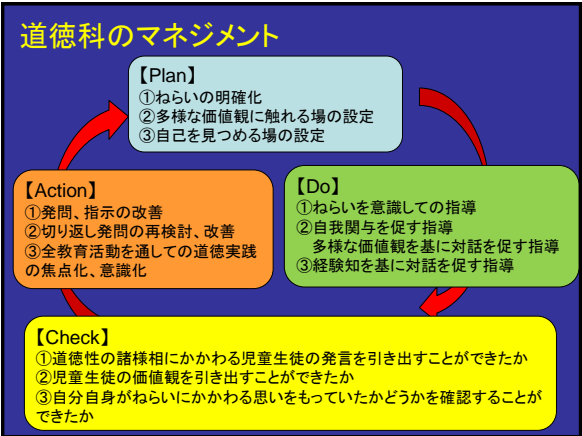 道徳科のマネジメント
【Plan】
①ねらいの明確化
②多様な価値観に触れる場の設定
③自己を見つめる場の設定
【Action】
①発問、指示の改善
②切り返し発問の再検討、改善
③全教育活動を通しての道徳実践
の焦点化、意識化
【Do】
①ねらいを意識しての指導
②自我関与を促す指導
多様な価値観を基に対話を促す指導
③経験知を基に対話を促す指導
【Check】
①道徳性の諸様相にかかわる児童生徒の発言を引き出すことができたか
②児童生徒の価値観を引き出すことができたか
③自分自身がねらいにかかわる思いをもっていたかどうかを確認することが
できたか